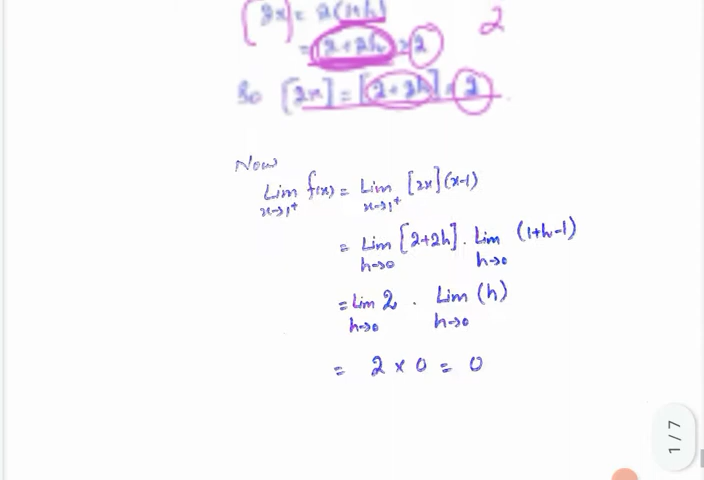 [2x] = 2(1+h)
= [2+2h] > 2
So [2x] = [2+2h] = 2
2
Now
Lim x→1⁺ f(x) = Lim x→1⁺ [2x](x-1)
= Lim h→0 [2+2h] . Lim h→0 (1+h-1)
= lim h→0 2 . Lim h→0 (h)
= 2 × 0 = 0
1/7